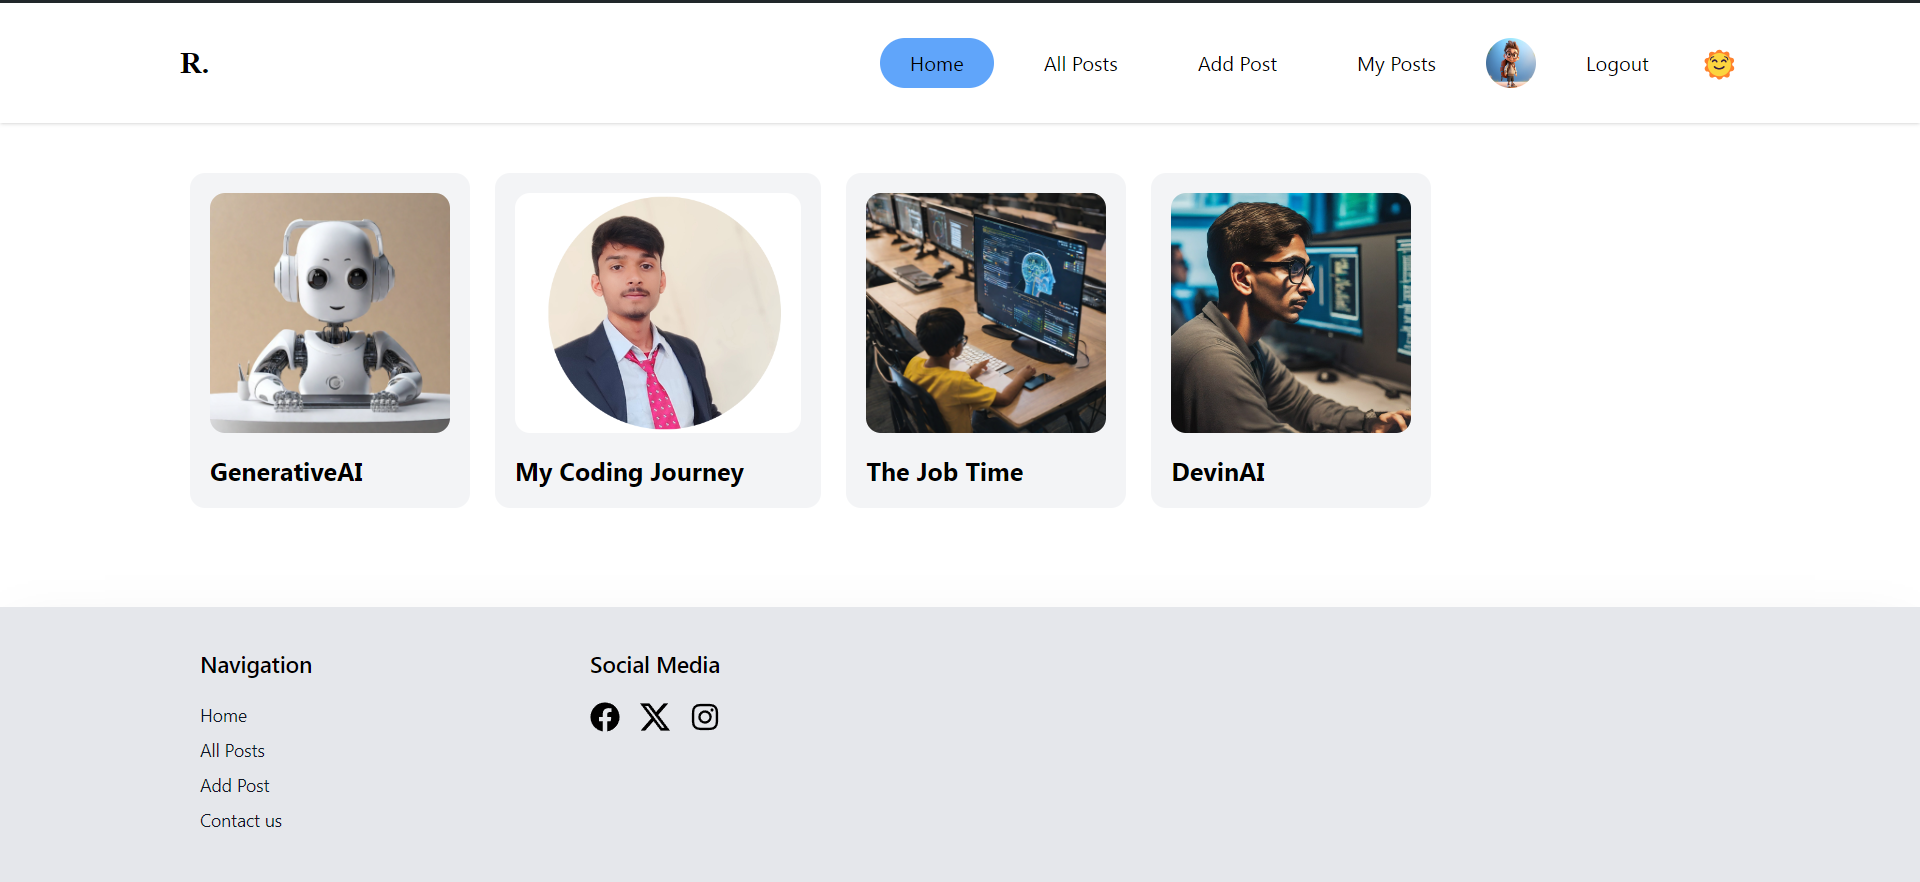 R.
Home
All Posts
Add Post
My Posts
Logout
GenerativeAI
My Coding Journey
The Job Time
DevinAI
Navigation
Home
All Posts
Add Post
Contact us
Social Media